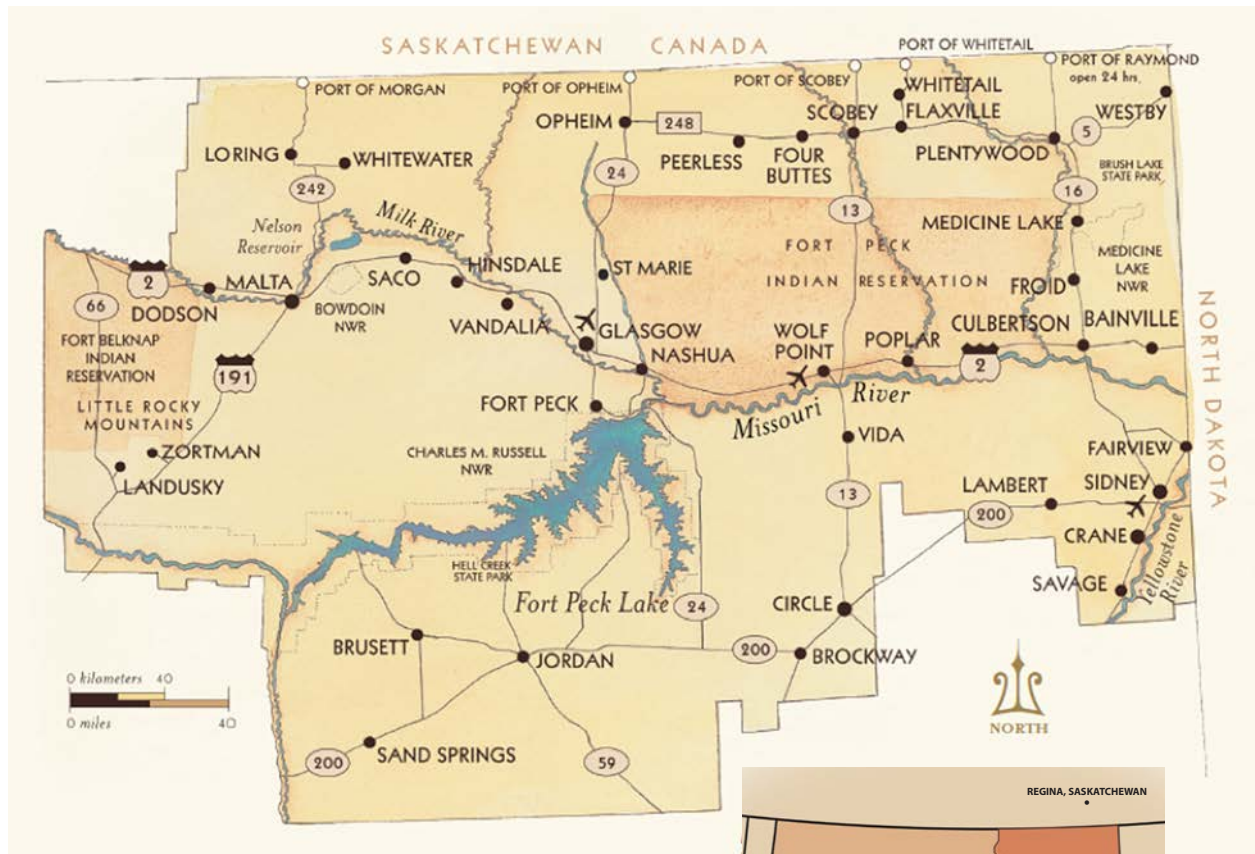 SASKATCHEWAN CANADA
PORT OF WHITETAIL
PORT OF MORGAN
PORT OF OPHEIM
PORT OF SCOBEY
PORT OF RAYMOND
open 24 hrs.
WHITETAIL
WESTBY
OPHEIM
248
SCOBEY
FLAXVILLE
5
LORING
WHITEWATER
PEERLESS
FOUR
BUTTES
PLENTYWOOD
BRUSH LAKE
STATE PARK
242
24
16
13
Nelson
Reservoir
Milk River
MEDICINE LAKE
FORT PECK
INDIAN RESERVATION
MEDICINE
LAKE
NWR
2
MALTA
SACO
HINSDALE
ST MARIE
FROID
66
DODSON
BOWDOIN
NWR
VANDALIA
GLASGOW
WOLF
POINT
POPLAR
CULBERTSON
BAINVILLE
NORTH DAKOTA
FORT BELKNAP
INDIAN
RESERVATION
191
NASHUA
2
LITTLE ROCKY
MOUNTAINS
FORT PECK
Missouri River
VIDA
ZORTMAN
LANDUSKY
CHARLES M. RUSSELL
NWR
FAIRVIEW
LAMBERT
SIDNEY
13
200
CRANE
HELL CREEK
STATE PARK
SAVAGE
Yellowstone
River
Fort Peck Lake
24
CIRCLE
BRUSETT
JORDAN
200
BROCKWAY
0 kilometers 40
0 miles 40
NORTH
200
SAND SPRINGS
59
REGINA, SASKATCHEWAN